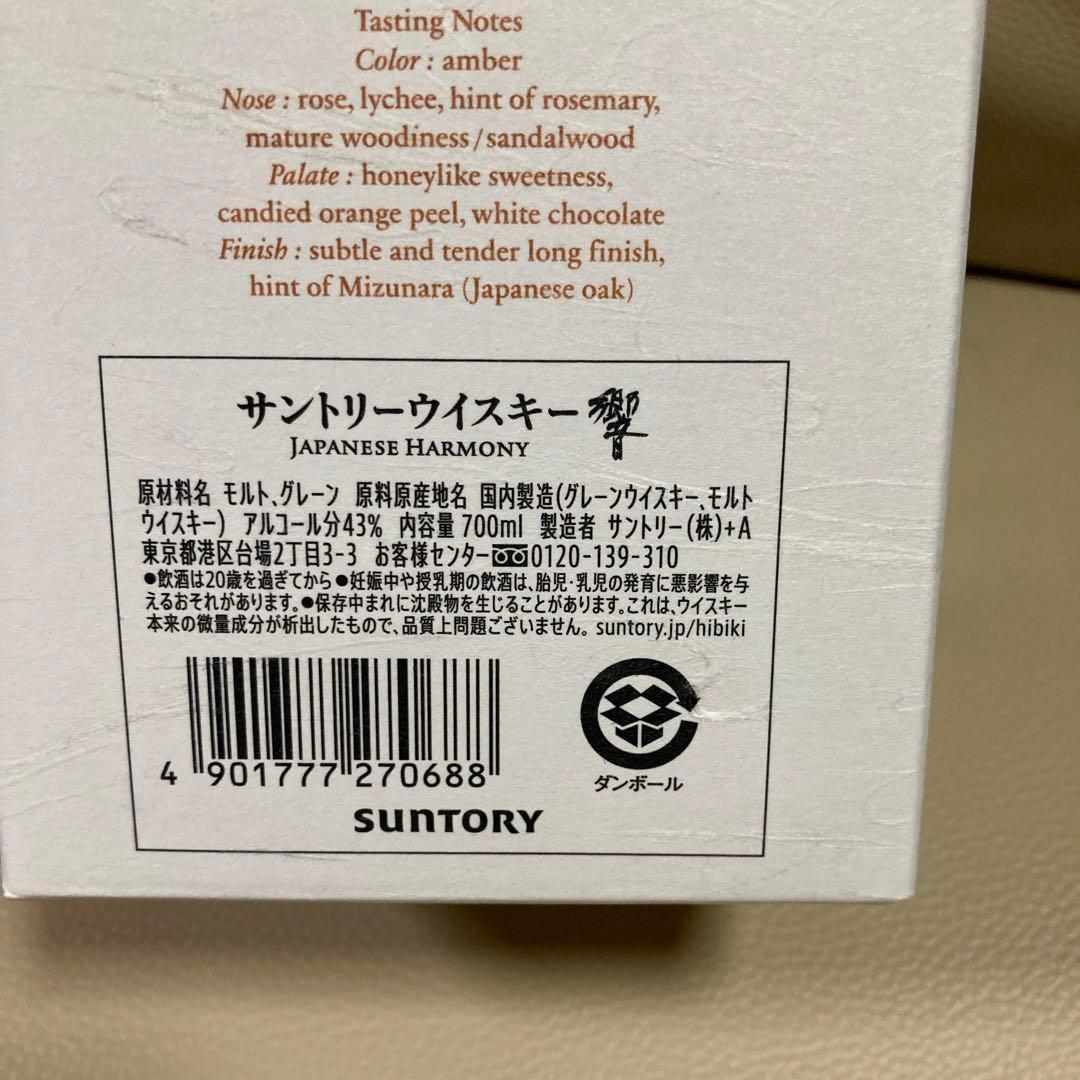 Tasting Notes
Color : amber
Nose : rose, lychee, hint of rosemary,
mature woodiness/sandalwood
Palate : honeylike sweetness,
candied orange peel, white chocolate
Finish : subtle and tender long finish,
hint of Mizunara (Japanese oak)
サントリーウイスキー響
JAPANESE HARMONY
原材料名 モルト、グレーン 原料原産地名 国内製造(グレーンウイスキー、モルト
ウイスキー) アルコール分43% 内容量 700ml 製造者 サントリー(株)+A
東京都港区台場2丁目3-3 お客様センター0120-139-310
●飲酒は20歳を過ぎてから●妊娠中や授乳期の飲酒は、胎児・乳児の発育に悪影響を与
えるおそれがあります。●保存中まれに沈殿物を生じることがあります。これは、ウイスキー
本来の微量成分が析出したもので、品質上問題ございません。 suntory.jp/hibiki
4 901777 270688
ダンボール
SUNTORY